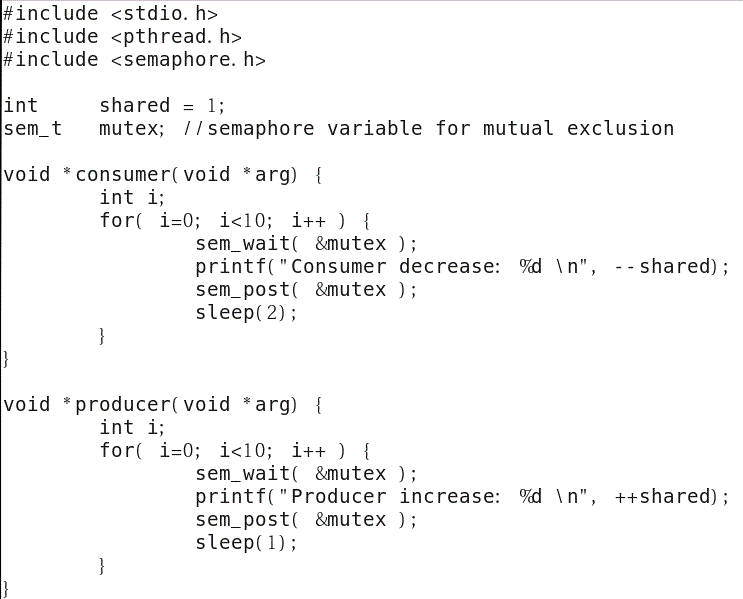 #include <stdio.h>
#include <pthread.h>
#include <semaphore.h>

int     shared = 1;
sem_t   mutex; //semaphore variable for mutual exclusion

void *consumer(void *arg) {
        int i;
        for( i=0; i<10; i++ ) {
                sem_wait( &mutex );
                printf("Consumer decrease: %d \n", --shared);
                sem_post( &mutex );
                sleep(2);
        }
}

void *producer(void *arg) {
        int i;
        for( i=0; i<10; i++ ) {
                sem_wait( &mutex );
                printf("Producer increase: %d \n", ++shared);
                sem_post( &mutex );
                sleep(1);
        }
}